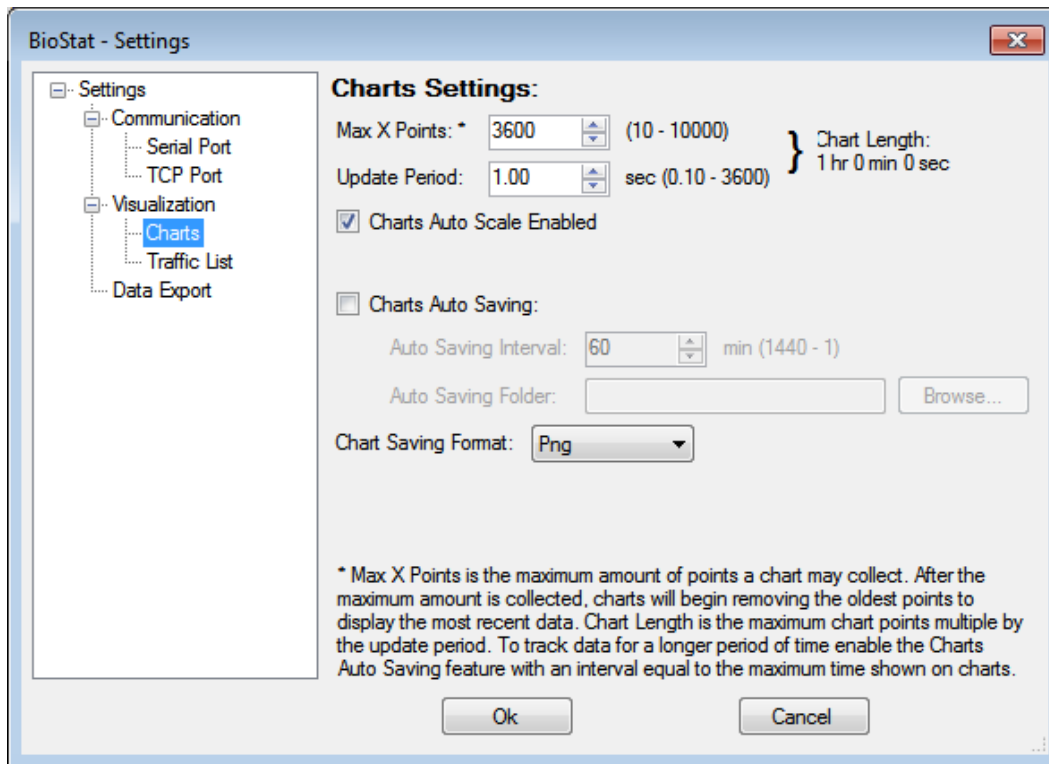 BioStat - Settings
Settings
Communication
Serial Port
TCP Port
Visualization
Charts
Traffic List
Data Export
Charts Settings:
Max X Points: * 3600 (10 - 10000)
Update Period: 1.00 sec (0.10 - 3600)
} Chart Length:
1 hr 0 min 0 sec
Charts Auto Scale Enabled
Charts Auto Saving:
Auto Saving Interval: 60 min (1440 - 1)
Auto Saving Folder: Browse...
Chart Saving Format: Png
* Max X Points is the maximum amount of points a chart may collect. After the
maximum amount is collected, charts will begin removing the oldest points to
display the most recent data. Chart Length is the maximum chart points multiple by
the update period. To track data for a longer period of time enable the Charts
Auto Saving feature with an interval equal to the maximum time shown on charts.
Ok Cancel